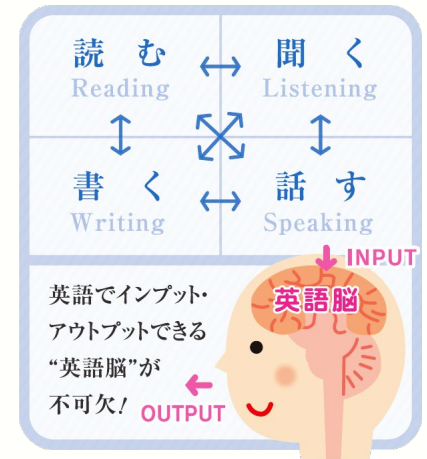 読む 聞く
Reading Listening
書く 話す
Writing Speaking
INPUT
英語脳
英語でインプット・
アウトプットできる
“英語脳”が
不可欠!
OUTPUT